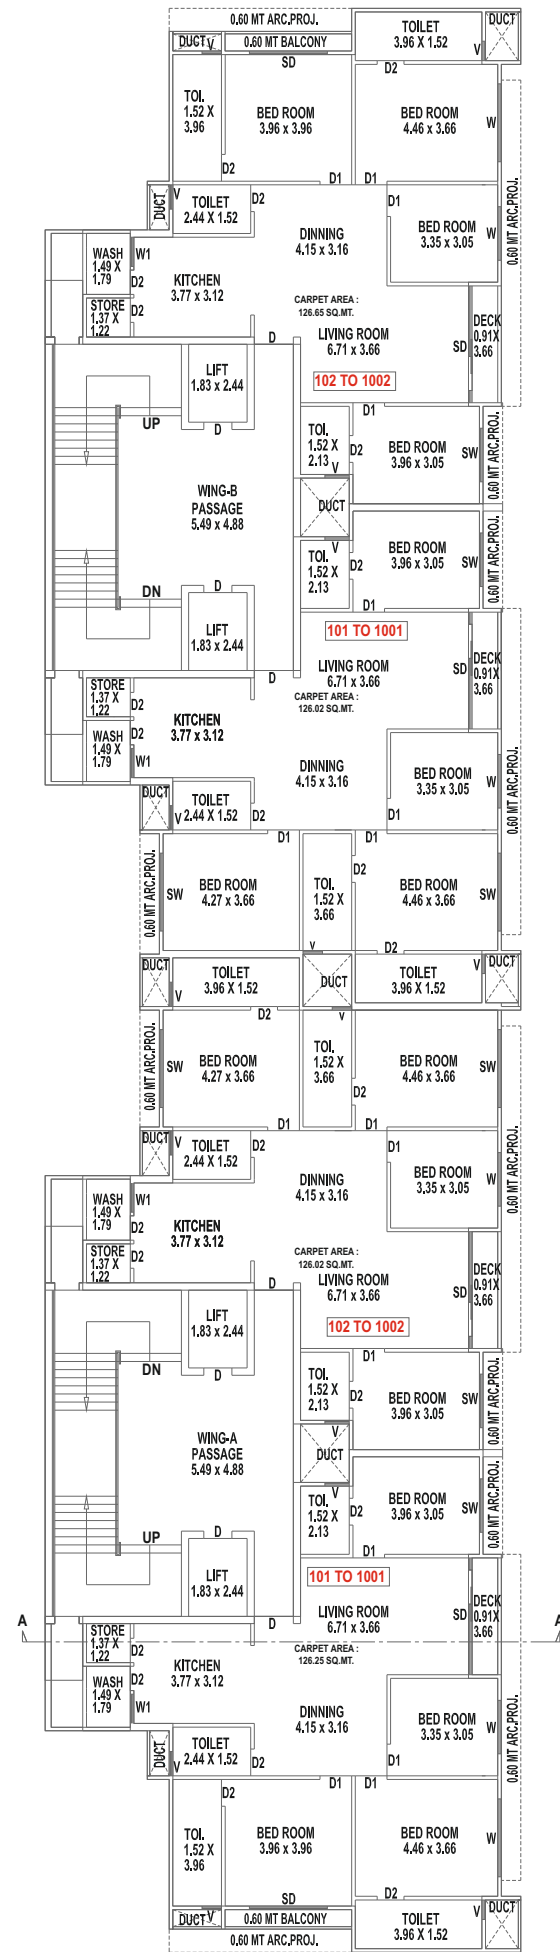 0.60 MT ARC.PROJ.
TOILET
3.96 X 1.52
DUCT
DUCT
V
0.60 MT BALCONY
V
SD
D2
TOI.
1.52 X
3.96
BED ROOM
3.96 x 3.96
BED ROOM
4.46 x 3.66
W
0.60 MT ARC.PROJ.
D2
D1
D1
DUCT
V
TOILET
2.44 X 1.52
D2
D1
DINNING
4.15 x 3.16
BED ROOM
3.35 x 3.05
W
WASH
1.49 X
1.79
W1
D2
KITCHEN
3.77 x 3.12
STORE
1.37 X
1.22
D2
CARPET AREA :
126.65 SQ.MT.
DECK
0.91X
3.66
D
LIVING ROOM
6.71 x 3.66
SD
LIFT
1.83 x 2.44
102 TO 1002
UP
D
D1
TOI.
1.52 X
2.13
D2
BED ROOM
3.96 x 3.05
SW
0.60 MT ARC.PROJ.
V
WING-B
PASSAGE
5.49 x 4.88
DUCT
V
TOI.
1.52 X
2.13
D2
BED ROOM
3.96 x 3.05
SW
0.60 MT ARC.PROJ.
DN
D
D1
LIFT
1.83 x 2.44
101 TO 1001
LIVING ROOM
6.71 x 3.66
SD
DECK
0.91X
3.66
D
STORE
1.37 X
1.22
D2
CARPET AREA :
126.02 SQ.MT.
KITCHEN
3.77 x 3.12
WASH
1.49 X
1.79
D2
W1
DINNING
4.15 x 3.16
BED ROOM
3.35 x 3.05
W
0.60 MT ARC.PROJ.
DUCT
V
TOILET
2.44 X 1.52
D2
D1
D1
D1
0.60 MT ARC.PROJ.
SW
BED ROOM
4.27 x 3.66
TOI.
1.52 X
3.66
D2
BED ROOM
4.46 x 3.66
SW
V
D2
DUCT
V
TOILET
3.96 X 1.52
DUCT
TOILET
3.96 X 1.52
V
DUCT
D2
V
0.60 MT ARC.PROJ.
SW
BED ROOM
4.27 x 3.66
TOI.
1.52 X
3.66
D2
BED ROOM
4.46 x 3.66
SW
0.60 MT ARC.PROJ.
D1
D1
DUCT
V
TOILET
2.44 X 1.52
D2
D1
DINNING
4.15 x 3.16
BED ROOM
3.35 x 3.05
W
WASH
1.49 X
1.79
W1
D2
KITCHEN
3.77 x 3.12
STORE
1.37 X
1.22
D2
CARPET AREA :
126.02 SQ.MT.
DECK
0.91X
3.66
D
LIVING ROOM
6.71 x 3.66
SD
LIFT
1.83 x 2.44
102 TO 1002
DN
D
D1
TOI.
1.52 X
2.13
D2
BED ROOM
3.96 x 3.05
SW
0.60 MT ARC.PROJ.
V
WING-A
PASSAGE
5.49 x 4.88
DUCT
V
TOI.
1.52 X
2.13
D2
BED ROOM
3.96 x 3.05
SW
0.60 MT ARC.PROJ.
UP
D
D1
LIFT
1.83 x 2.44
101 TO 1001
LIVING ROOM
6.71 x 3.66
SD
DECK
0.91X
3.66
A
A
D
STORE
1.37 X
1.22
D2
CARPET AREA :
126.25 SQ.MT.
KITCHEN
3.77 x 3.12
WASH
1.49 X
1.79
D2
W1
DINNING
4.15 x 3.16
BED ROOM
3.35 x 3.05
W
0.60 MT ARC.PROJ.
DUCT
V
TOILET
2.44 X 1.52
D2
D1
D2
D1
D1
TOI.
1.52 X
3.96
BED ROOM
3.96 x 3.96
BED ROOM
4.46 x 3.66
W
SD
D2
DUCT
V
0.60 MT BALCONY
TOILET
3.96 X 1.52
V
DUCT
0.60 MT ARC.PROJ.